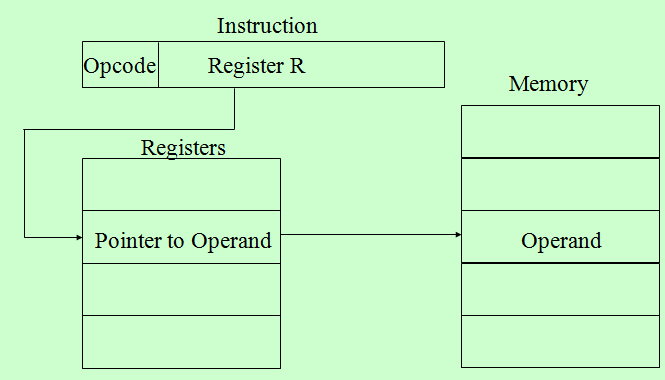 Instruction
Opcode
Register R
Memory
Registers
Pointer to Operand
Operand